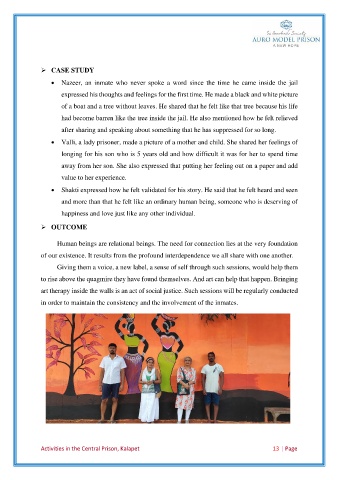 Sri Aurobindo Society
AURO MODEL PRISON
A NEW HOPE
➢ CASE STUDY
• Nazeer, an inmate who never spoke a word since the time he came inside the jail
expressed his thoughts and feelings for the first time. He made a black and white picture
of a boat and a tree without leaves. He shared that he felt like that tree because his life
had become barren like the tree inside the jail. He also mentioned how he felt relieved
after sharing and speaking about something that he has suppressed for so long.
• Valli, a lady prisoner, made a picture of a mother and child. She shared her feelings of
longing for his son who is 5 years old and how difficult it was for her to spend time
away from her son. She also expressed that putting her feeling out on a paper and add
value to her experience.
• Shakti expressed how he felt validated for his story. He said that he felt heard and seen
and more than that he felt like an ordinary human being, someone who is deserving of
happiness and love just like any other individual.
➢ OUTCOME
Human beings are relational beings. The need for connection lies at the very foundation
of our existence. It results from the profound interdependence we all share with one another.
Giving them a voice, a new label, a sense of self through such sessions, would help them
to rise above the quagmire they have found themselves. And art can help that happen. Bringing
art therapy inside the walls is an act of social justice. Such sessions will be regularly conducted
in order to maintain the consistency and the involvement of the inmates.
Activities in the Central Prison, Kalapet 13 | Page